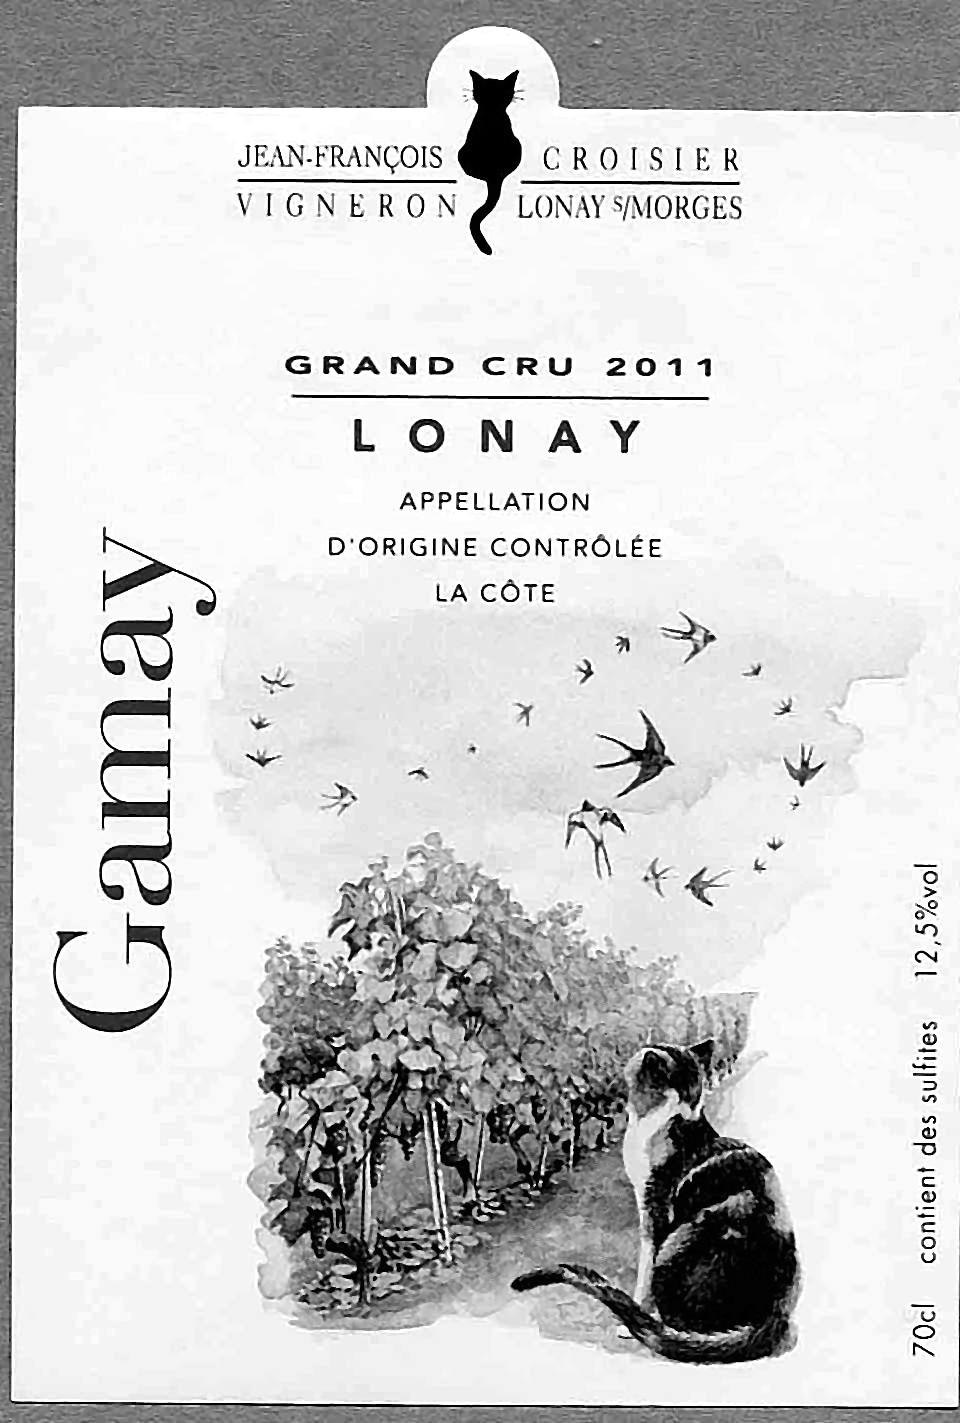 JEAN-FRANÇOIS CROISIER
VIGNERON LONAY S/MORGES
GRAND CRU 2011
LONAY
APPELLATION
D'ORIGINE CONTRÔLÉE
LA CÔTE
Gamay
70cl contient des sulfites 12,5%vol